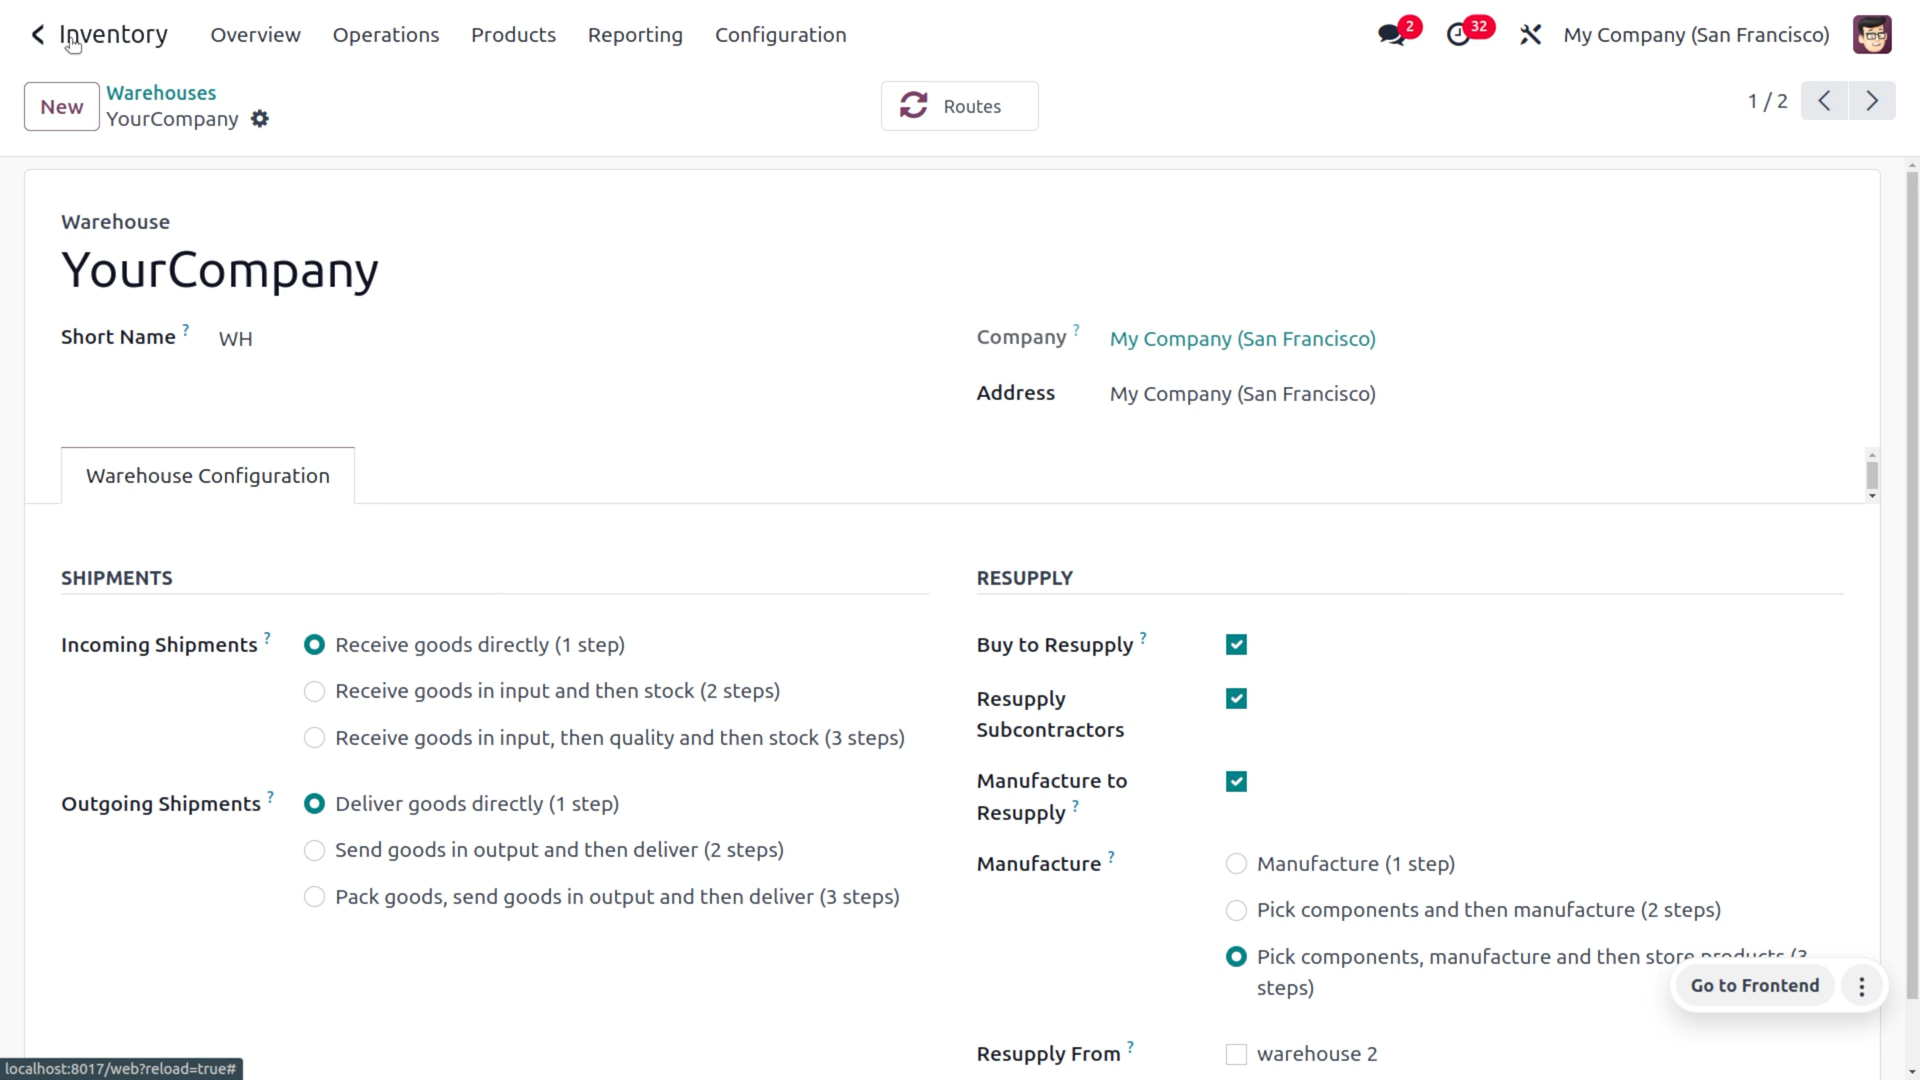 Inventory Overview Operations Products Reporting Configuration 2 32 My Company (San Francisco)
New Warehouses YourCompany Routes 1 / 2
Warehouse
YourCompany
Short Name ? WH Company ? My Company (San Francisco)
Address My Company (San Francisco)
Warehouse Configuration
SHIPMENTS RESUPPLY
Incoming Shipments ? Receive goods directly (1 step) Buy to Resupply ?
Receive goods in input and then stock (2 steps) Resupply
Subcontractors
Receive goods in input, then quality and then stock (3 steps)
Manufacture to
Resupply ?
Outgoing Shipments ? Deliver goods directly (1 step)
Send goods in output and then deliver (2 steps) Manufacture ? Manufacture (1 step)
Pack goods, send goods in output and then deliver (3 steps) Pick components and then manufacture (2 steps)
Pick components, manufacture and then store products (3
steps) Go to Frontend
Resupply From ? warehouse 2
localhost:8017/web?reload=true#